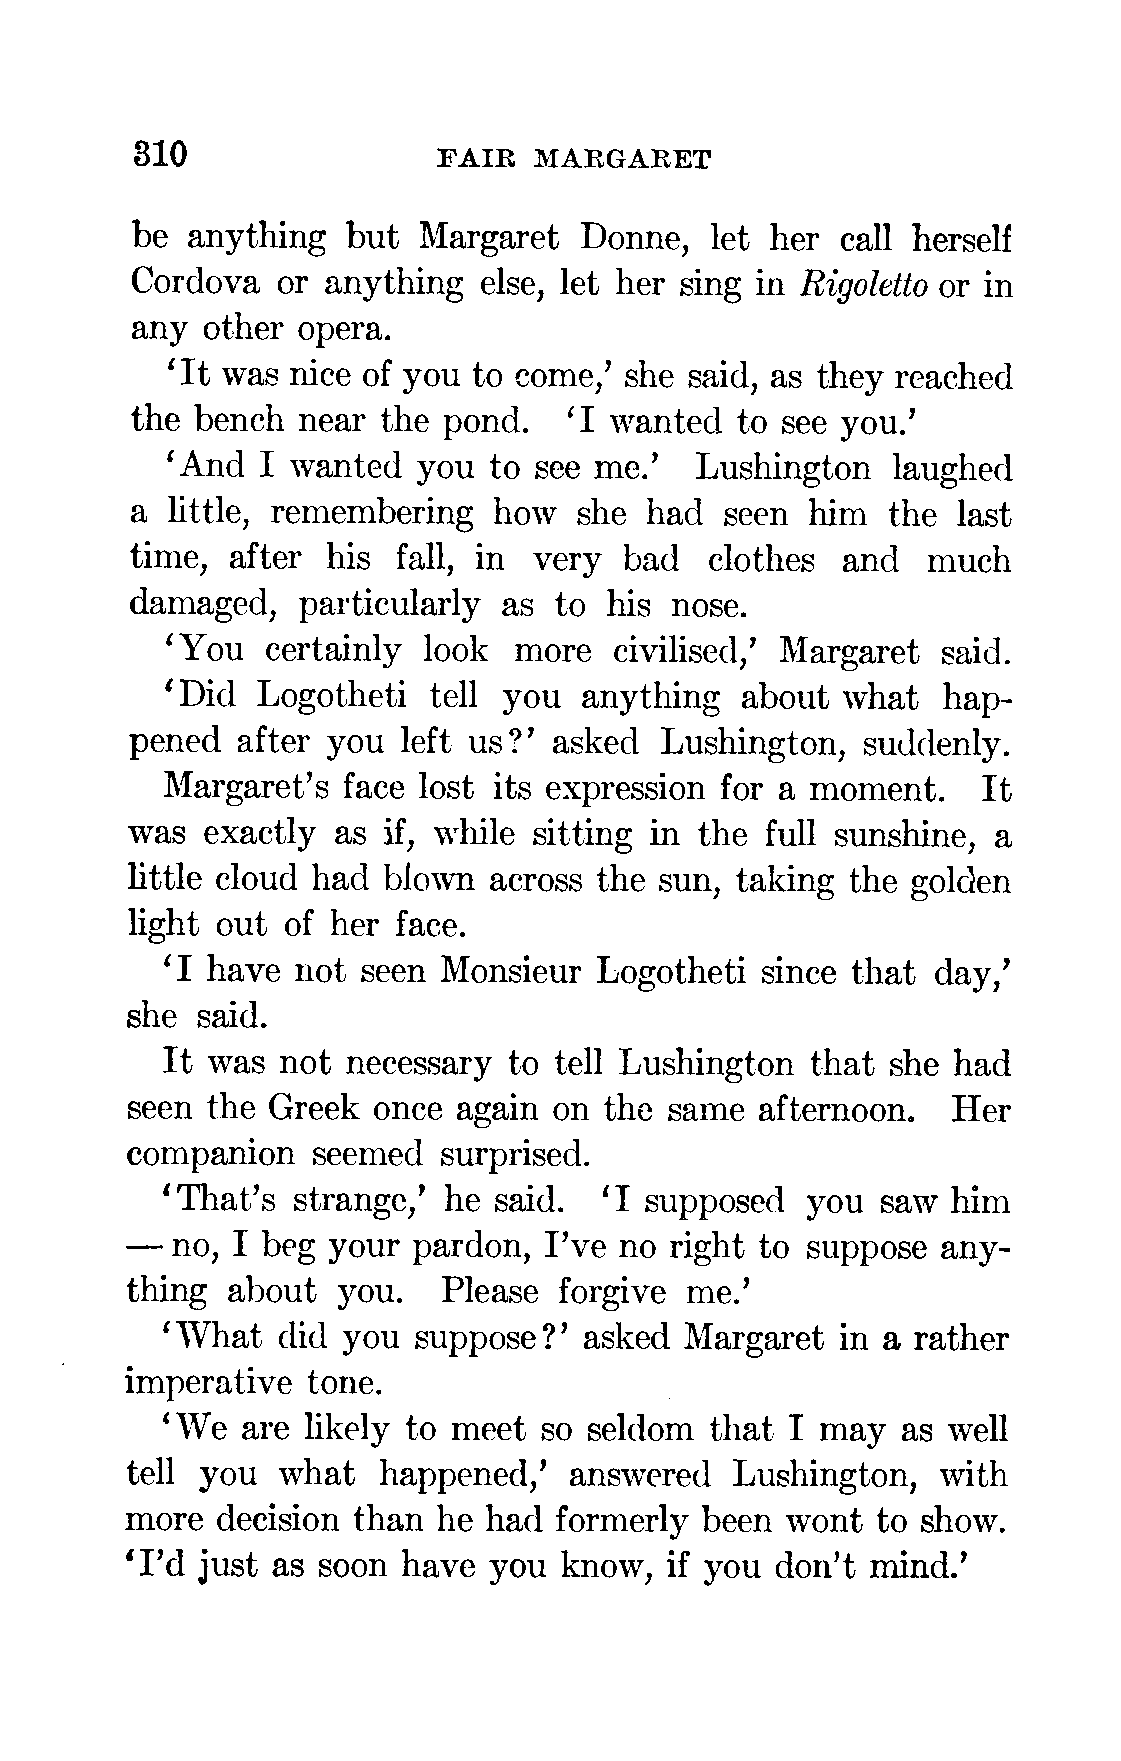 310 FAIR MARGARET
be anything but Margaret Donne, let her call herself
Cordova or anything else, let her sing in Rigoletto or in
any other opera.
‘It was nice of you to come,’ she said, as they reached
the bench near the pond. ‘I wanted to see you.’
‘And I wanted you to see me.’ Lushington laughed
a little, remembering how she had seen him the last
time, after his fall, in very bad clothes and much
damaged, particularly as to his nose.
‘You certainly look more civilised,’ Margaret said.
‘Did Logotheti tell you anything about what hap-
pened after you left us?’ asked Lushington, suddenly.
Margaret’s face lost its expression for a moment. It
was exactly as if, while sitting in the full sunshine, a
little cloud had blown across the sun, taking the golden
light out of her face.
‘I have not seen Monsieur Logotheti since that day,’
she said.
It was not necessary to tell Lushington that she had
seen the Greek once again on the same afternoon. Her
companion seemed surprised.
‘That’s strange,’ he said. ‘I supposed you saw him
— no, I beg your pardon, I’ve no right to suppose any-
thing about you. Please forgive me.’
‘What did you suppose?’ asked Margaret in a rather
imperative tone.
‘We are likely to meet so seldom that I may as well
tell you what happened,’ answered Lushington, with
more decision than he had formerly been wont to show.
‘I’d just as soon have you know, if you don’t mind.’